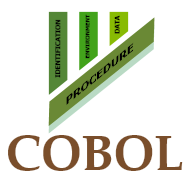 IDENTIFICATION
ENVIRONMENT
DATA
PROCEDURE
COBOL